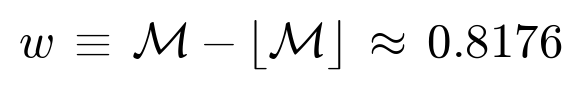 w ≡ ℳ − ⌊ℳ⌋ ≈ 0.8176